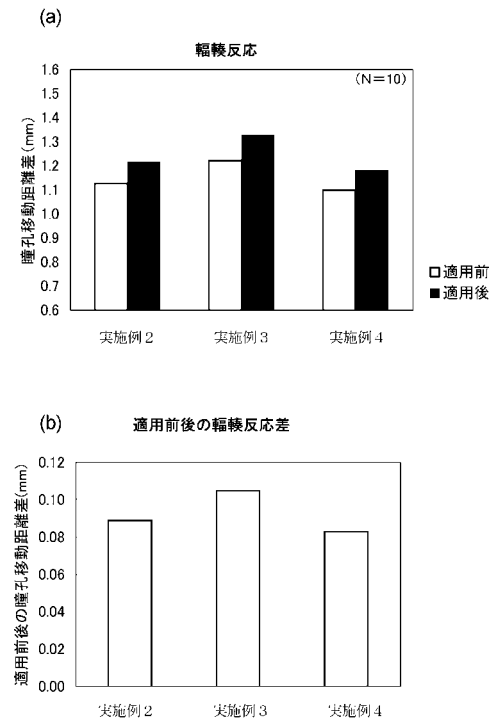 (a)
輻輳反応
(N=10)
瞳孔移動距離差(mm)
1.6
1.5
1.4
1.3
1.2
1.1
1.0
0.9
0.8
0.7
0.6
実施例２
実施例３
実施例４
適用前
適用後
(b)
適用前後の輻輳反応差
適用前後の瞳孔移動距離差(mm)
0.12
0.10
0.08
0.06
0.04
0.02
0.00
実施例２
実施例３
実施例４